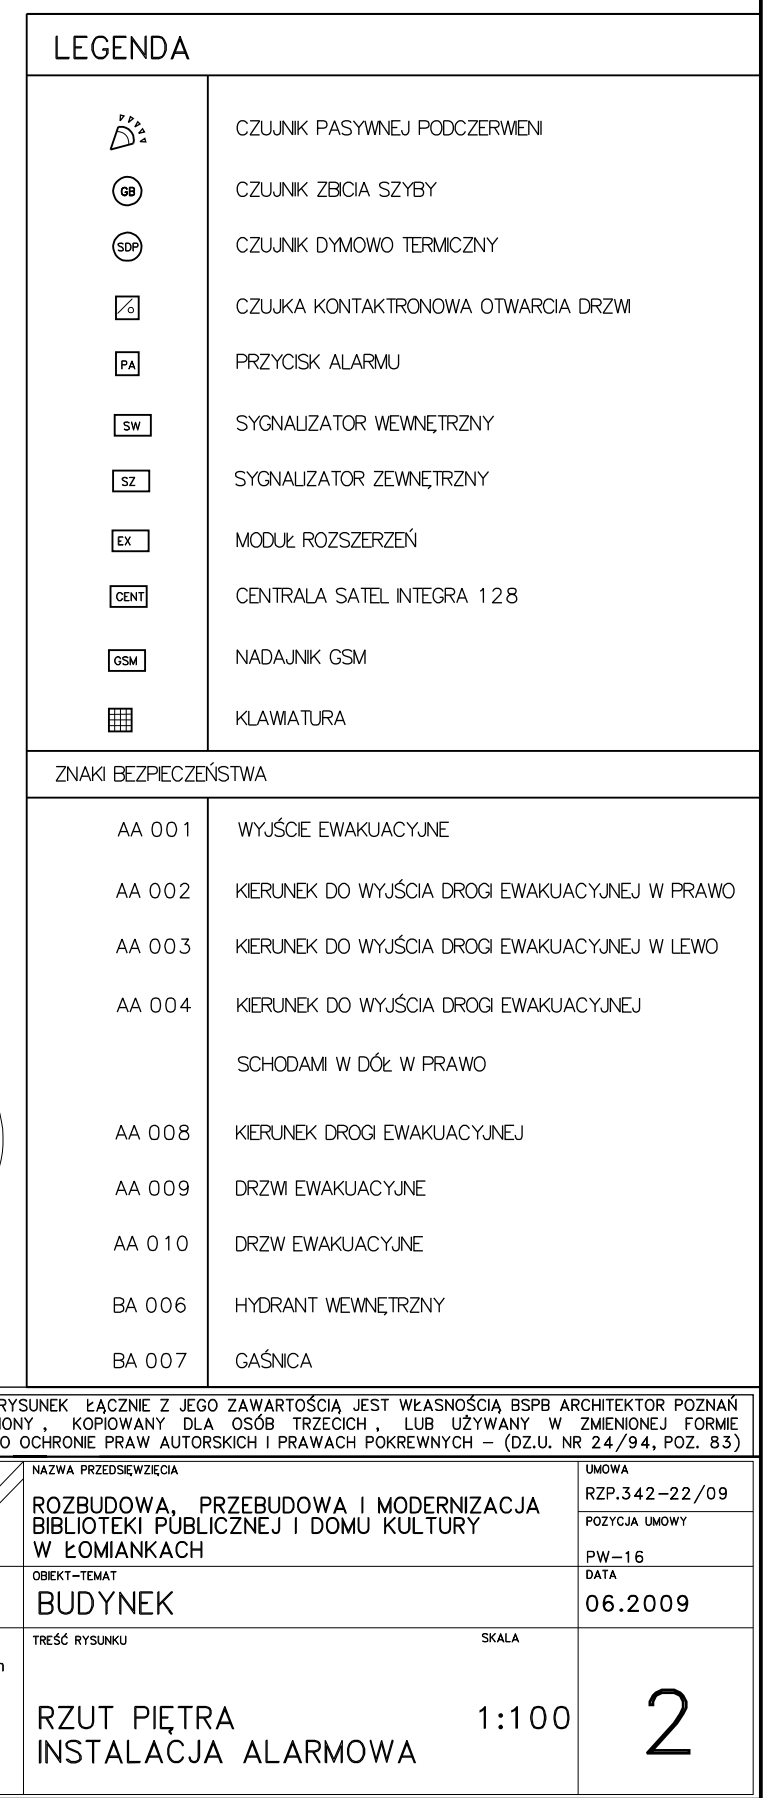 LEGENDA
CZUJNIK PASYWNEJ PODCZERWIENI
GB CZUJNIK ZBICIA SZYBY
SDP CZUJNIK DYMOWO TERMICZNY
CZUJKA KONTAKTRONOWA OTWARCIA DRZWI
PA PRZYCISK ALARMU
SW SYGNALIZATOR WEWNĘTRZNY
SZ SYGNALIZATOR ZEWNĘTRZNY
EX MODUŁ ROZSZERZEŃ
CENT CENTRALA SATEL INTEGRA 128
GSM NADAJNIK GSM
KLAWIATURA
ZNAKI BEZPIECZEŃSTWA
AA 001 WYJŚCIE EWAKUACYJNE
AA 002 KIERUNEK DO WYJŚCIA DROGI EWAKUACYJNEJ W PRAWO
AA 003 KIERUNEK DO WYJŚCIA DROGI EWAKUACYJNEJ W LEWO
AA 004 KIERUNEK DO WYJŚCIA DROGI EWAKUACYJNEJ
SCHODAMI W DÓŁ W PRAWO
AA 008 KIERUNEK DROGI EWAKUACYJNEJ
AA 009 DRZWI EWAKUACYJNE
AA 010 DRZW EWAKUACYJNE
BA 006 HYDRANT WEWNĘTRZNY
BA 007 GAŚNICA
RYSUNEK ŁĄCZNIE Z JEGO ZAWARTOŚCIĄ JEST WŁASNOŚCIĄ BSPB ARCHITEKTOR POZNAŃ
IONY , KOPIOWANY DLA OSÓB TRZECICH , LUB UŻYWANY W ZMIENIONEJ FORMIE
O OCHRONIE PRAW AUTORSKICH I PRAWACH POKREWNYCH – (DZ.U. NR 24/94, POZ. 83)
NAZWA PRZEDSIĘWZIĘCIA
ROZBUDOWA, PRZEBUDOWA I MODERNIZACJA
BIBLIOTEKI PUBLICZNEJ I DOMU KULTURY
W ŁOMIANKACH
UMOWA
RZP.342–22/09
POZYCJA UMOWY
PW–16
OBIEKT–TEMAT
BUDYNEK
DATA
06.2009
TREŚĆ RYSUNKU SKALA
RZUT PIĘTRA 1:100
INSTALACJA ALARMOWA
2